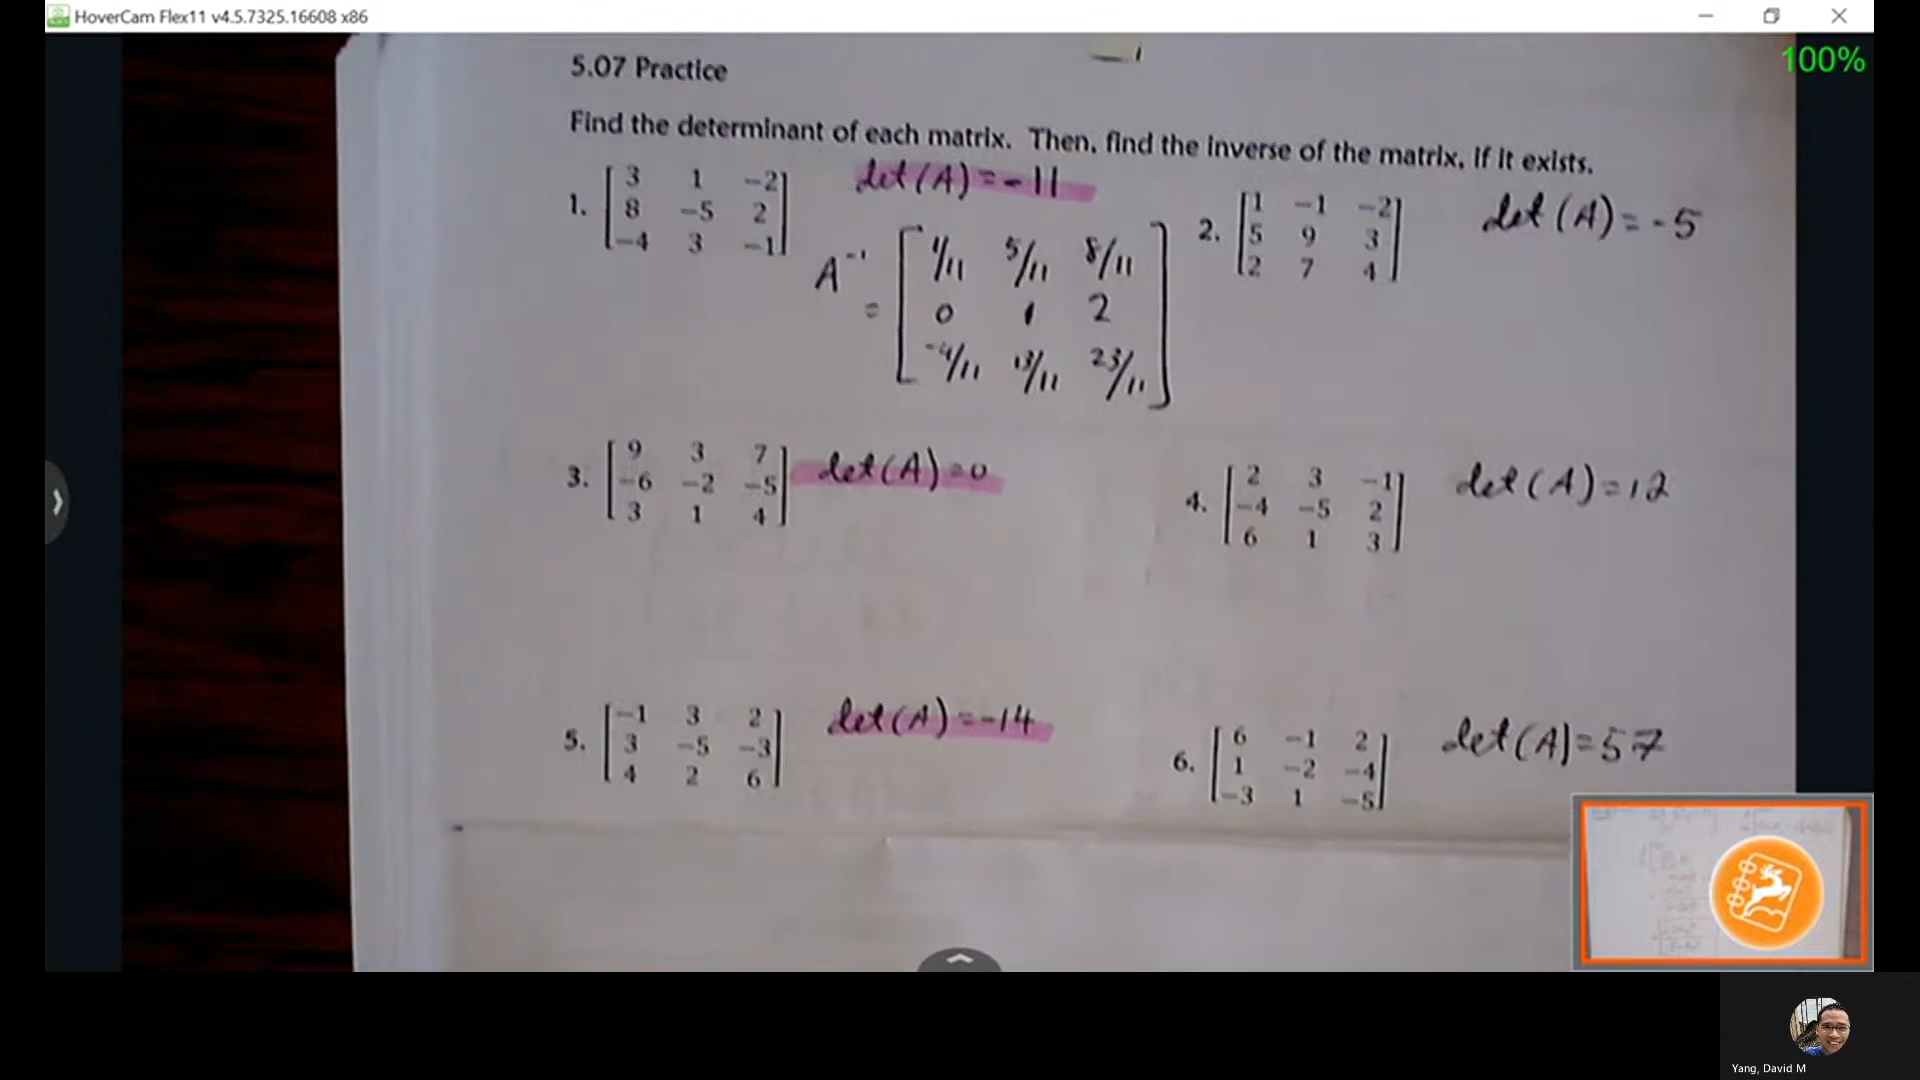 HoverCam Flex11 v4.5.7325.16608 x86
100%
5.07 Practice
Find the determinant of each matrix. Then, find the inverse of the matrix, if it exists.
1. [ 3 1 -2
8 -5 2
-4 3 -1 ]
det(A) = -11
A⁻¹ = [ 1/11 5/11 8/11
0 1 2
-4/11 13/11 23/11 ]
2. [ 1 -1 -2
5 9 3
2 7 4 ]
det(A) = -5
3. [ 9 3 7
-6 -2 -5
3 1 4 ]
det(A) = 0
4. [ 2 3 -1
-4 -5 2
6 1 3 ]
det(A) = 12
5. [ -1 3 2
3 -5 -3
4 2 6 ]
det(A) = -14
6. [ 6 -1 2
1 -2 -4
-3 1 -5 ]
det(A) = 57
Yang, David M